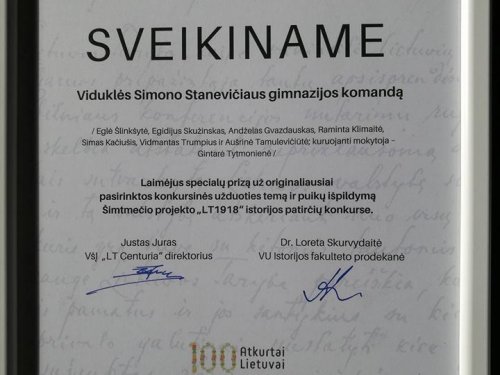 SVEIKINAME
Viduklės Simono Stanevičiaus gimnazijos komandą
/ Eglė Šlinkšytė, Egidijus Skužinskas, Andželas Gvazdauskas, Raminta Klimaitė,
Simas Kačiušis, Vidmantas Trumpius ir Aušrinė Tamulevičiūtė; kuruojanti mokytoja -
Gintarė Tytmonienė /
Laimėjus specialų prizą už originaliausiai
pasirinktos konkursinės užduoties temą ir puikų išpildymą
Šimtmečio projekto „LT1918" istorijos patirčių konkurse.
Justas Juras
VšĮ „LT Centuria" direktorius
Dr. Loreta Skurvydaitė
VU Istorijos fakulteto prodekanė
100 Atkurtai
Lietuvai